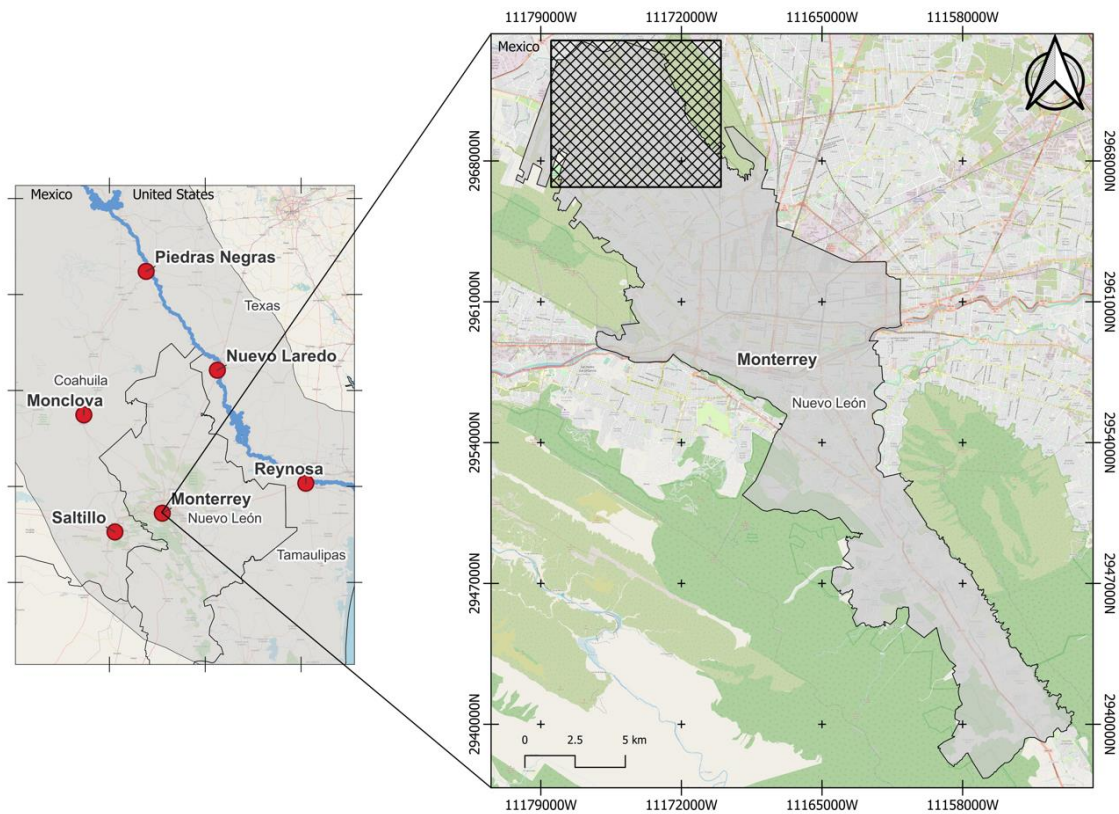 11179000W 11172000W 11165000W 11158000W
Mexico
2968000N 2968000N
2961000N 2961000N
Monterrey
Nuevo León
2954000N 2954000N
2947000N 2947000N
2940000N 2940000N
0 2.5 5 km
11179000W 11172000W 11165000W 11158000W
Mexico United States
Piedras Negras
Texas
Nuevo Laredo
Coahuila
Monclova
Reynosa
Monterrey
Saltillo
Nuevo León
Tamaulipas